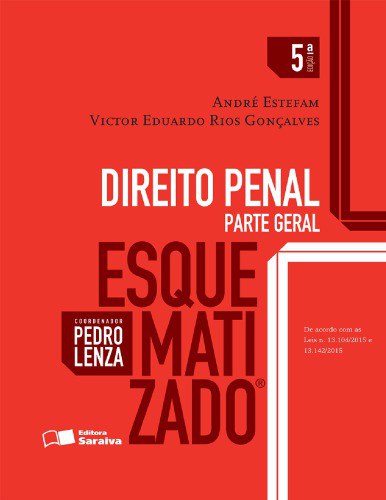 5ª
EDIÇÃO
ANDRÉ ESTEFAM
VICTOR EDUARDO RIOS GONÇALVES
DIREITO PENAL
PARTE GERAL
ESQUE
MATI
ZADO®
COORDENADOR
PEDRO
LENZA
De acordo com as
Leis n. 13.104/2015 e
13.142/2015
Editora
Saraiva